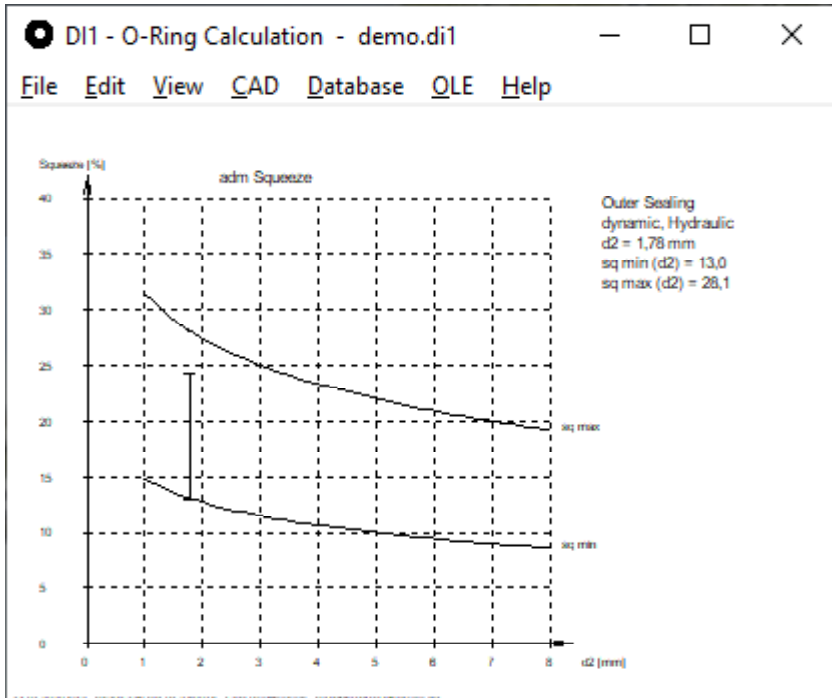 DI1 - O-Ring Calculation - demo.di1
File Edit View CAD Database OLE Help
Squeeze [%]
adm Squeeze
40
35
30
25
20
15
10
5
0
0 1 2 3 4 5 6 7 8 d2 [mm]
sq max
sq min
Outer Sealing
dynamic, Hydraulic
d2 = 1,78 mm
sq min (d2) = 13,0
sq max (d2) = 28,1